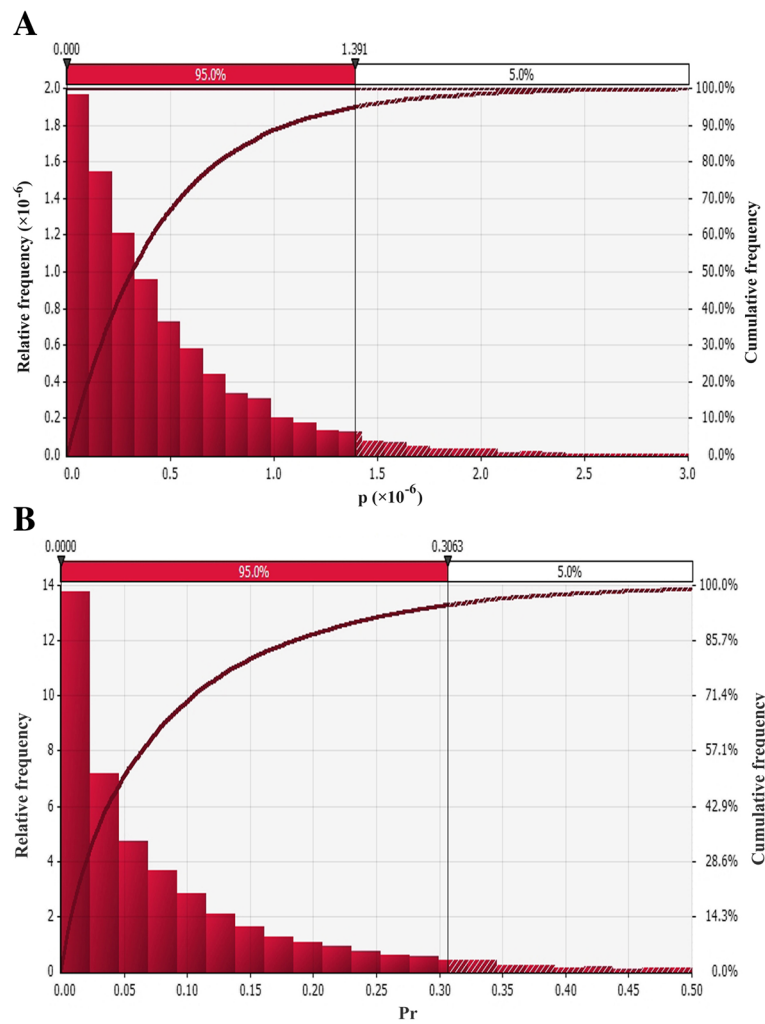 A
0.000 1.391
95.0% 5.0%
2.0 100.0%
1.8 90.0%
1.6 80.0%
1.4 70.0%
1.2 60.0%
1.0 50.0%
0.8 40.0%
0.6 30.0%
0.4 20.0%
0.2 10.0%
0.0 0.0%
Relative frequency (×10-6)
Cumulative frequency
0.0 0.5 1.0 1.5 2.0 2.5 3.0
p (×10-6)
B
0.0000 0.3063
95.0% 5.0%
14 100.0%
12 85.7%
10 71.4%
8 57.1%
6 42.9%
4 28.6%
2 14.3%
0 0.0%
Relative frequency
Cumulative frequency
0.00 0.05 0.10 0.15 0.20 0.25 0.30 0.35 0.40 0.45 0.50
Pr